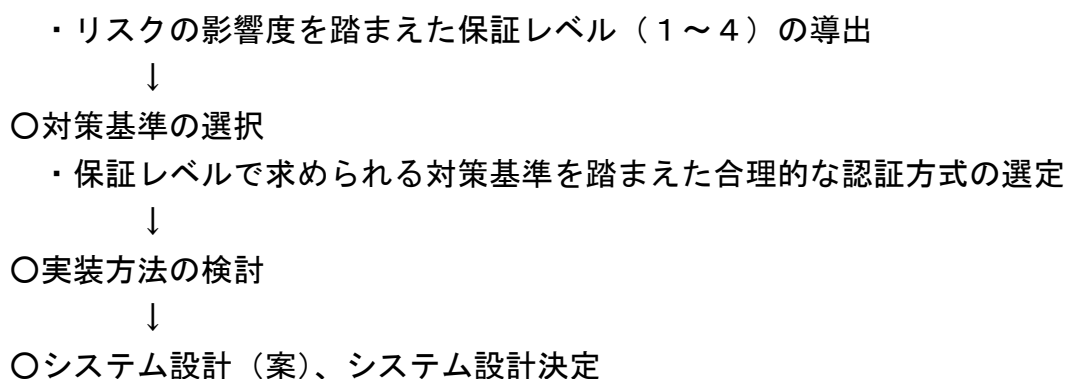 ・リスクの影響度を踏まえた保証レベル（１～４）の導出
↓
○対策基準の選択
・保証レベルで求められる対策基準を踏まえた合理的な認証方式の選定
↓
○実装方法の検討
↓
○システム設計（案）、システム設計決定